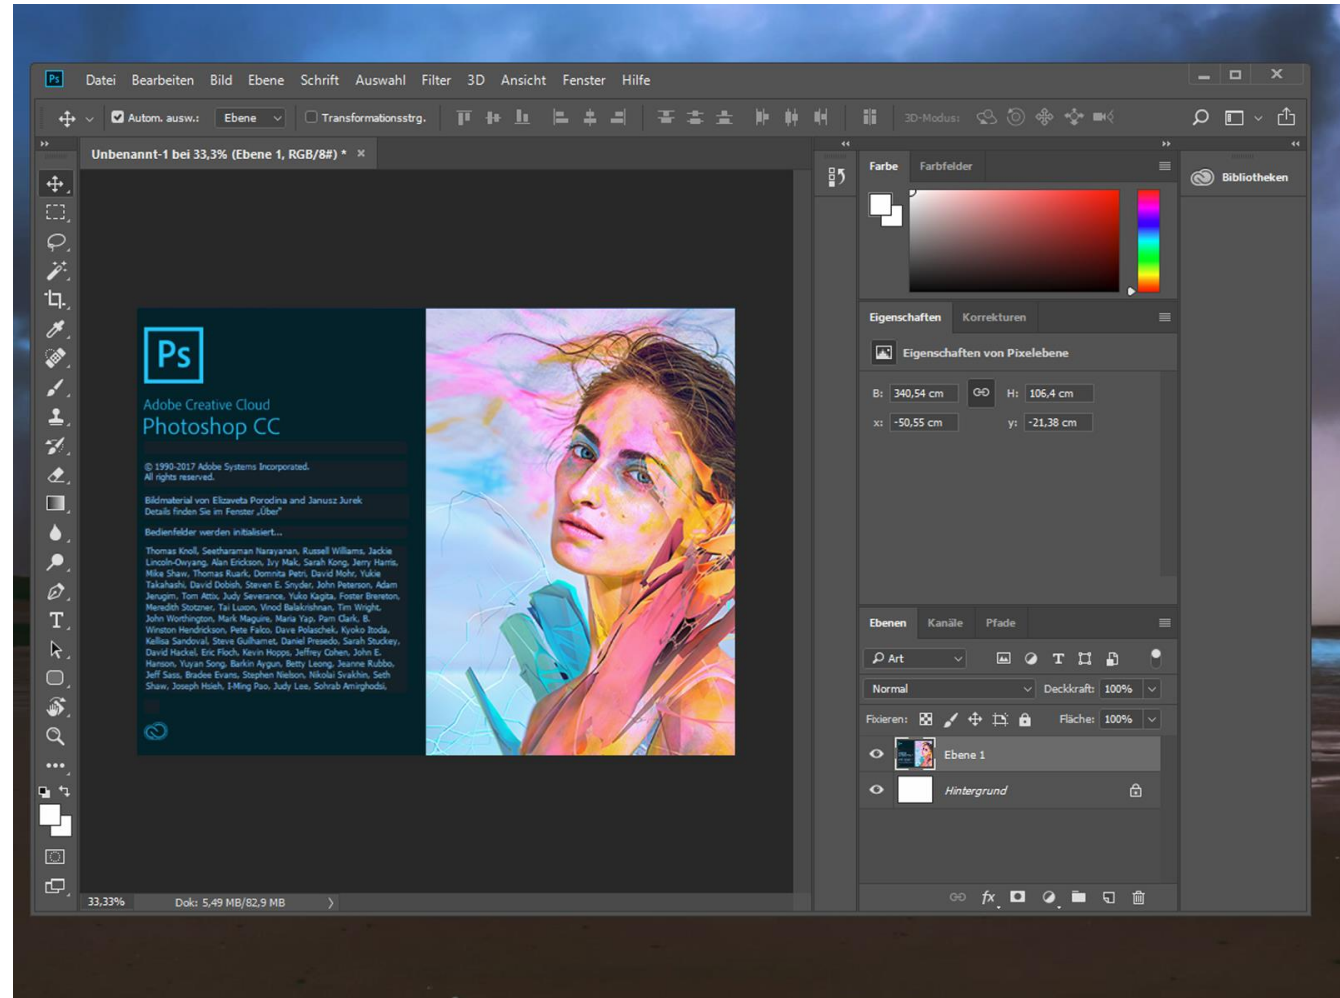 Ps Datei Bearbeiten Bild Ebene Schrift Auswahl Filter 3D Ansicht Fenster Hilfe
Autom. ausw.: Ebene Transformationsstrg. 3D-Modus:
Unbenannt-1 bei 33,3% (Ebene 1, RGB/8#) *
Ps
Adobe Creative Cloud
Photoshop CC
© 1990-2017 Adobe Systems Incorporated.
All rights reserved.
Bildmaterial von Elizaveta Porodina and Janusz Jurek
Details finden Sie im Fenster „Über"
Bedienfelder werden initialisiert...
Thomas Knoll, Seetharaman Narayanan, Russell Williams, Jackie
Lincoln-Owyang, Alan Erickson, Ivy Mak, Sarah Kong, Jerry Harris,
Mike Shaw, Thomas Ruark, Domnita Petri, David Mohr, Yukie
Takahashi, David Dobish, Steven E. Snyder, John Peterson, Adam
Jerugim, Tom Attix, Judy Severance, Yuko Kagita, Foster Brereton,
Meredith Stotzner, Tai Luxon, Vinod Balakrishnan, Tim Wright,
John Worthington, Mark Maguire, Maria Yap, Pam Clark, B.
Winston Hendrickson, Pete Falco, Dave Polaschek, Kyoko Itoda,
Kellisa Sandoval, Steve Guilhamet, Daniel Presedo, Sarah Stuckey,
David Hackel, Eric Floch, Kevin Hopps, Jeffrey Cohen, John E.
Hanson, Yuyan Song, Barkin Aygun, Betty Leong, Jeanne Rubbo,
Jeff Sass, Bradee Evans, Stephen Nielson, Nikolai Svakhin, Seth
Shaw, Joseph Hsieh, I-Ming Pao, Judy Lee, Sohrab Amirghodsi,
33,33% Dok: 5,49 MB/82,9 MB
Farbe Farbfelder
Eigenschaften Korrekturen
Eigenschaften von Pixelebene
B: 340,54 cm H: 106,4 cm
x: -50,55 cm y: -21,38 cm
Ebenen Kanäle Pfade
Art
Normal Deckkraft: 100%
Fixieren: Fläche: 100%
Ebene 1
Hintergrund
fx
Bibliotheken